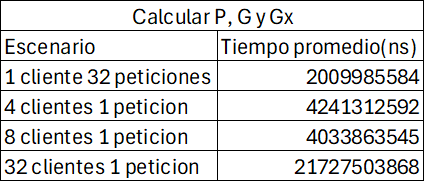 Calcular P, G y Gx
Escenario Tiempo promedio(ns)
1 cliente 32 peticiones 2009985584
4 clientes 1 peticion 4241312592
8 clientes 1 peticion 4033863545
32 clientes 1 peticion 21727503868